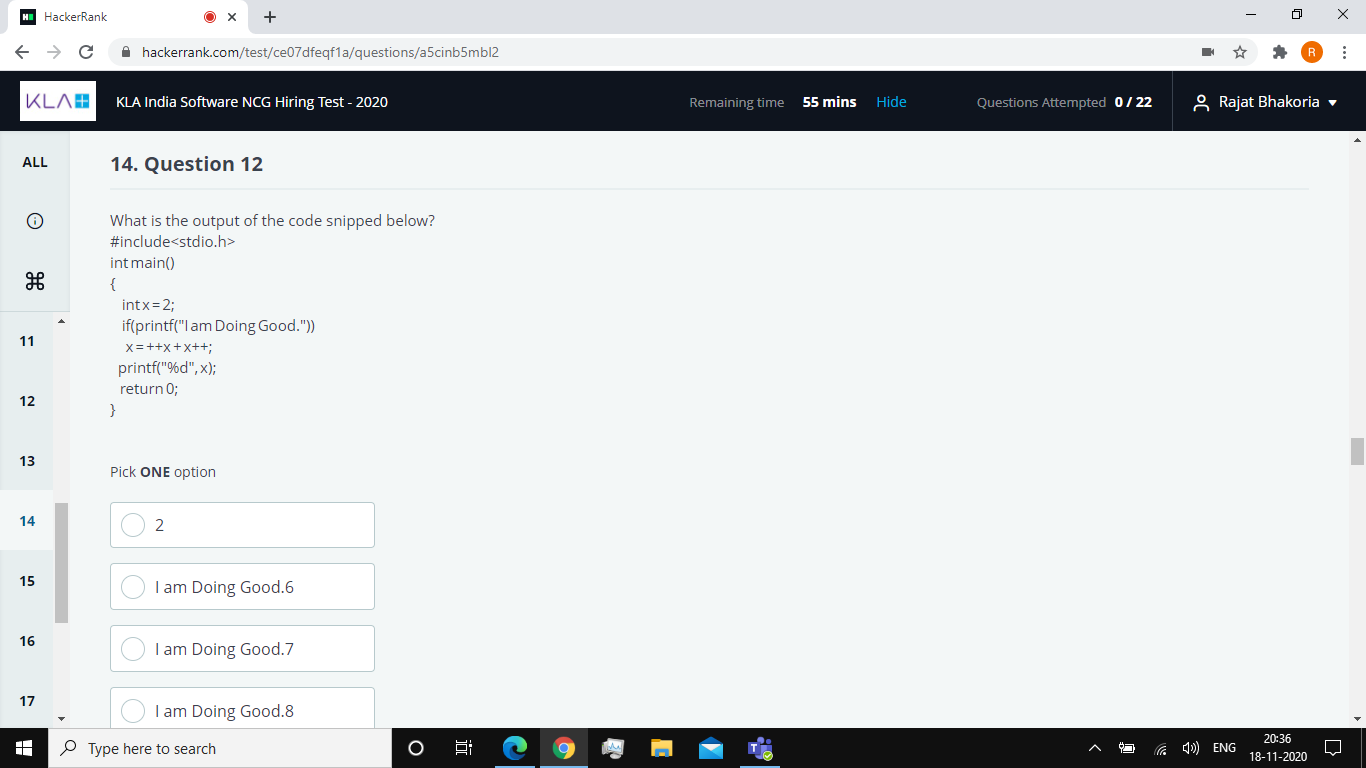 HackerRank
hackerrank.com/test/ce07dfeqf1a/questions/a5cinb5mbl2
R
KLA
KLA India Software NCG Hiring Test - 2020
Remaining time 55 mins Hide
Questions Attempted 0 / 22
Rajat Bhakoria
ALL
11
12
13
14
15
16
17
14. Question 12
What is the output of the code snipped below?
#include<stdio.h>
int main()
{
int x = 2;
if(printf("I am Doing Good."))
x = ++x + x++;
printf("%d", x);
return 0;
}
Pick ONE option
2
I am Doing Good.6
I am Doing Good.7
I am Doing Good.8
Type here to search
ENG
20:36
18-11-2020